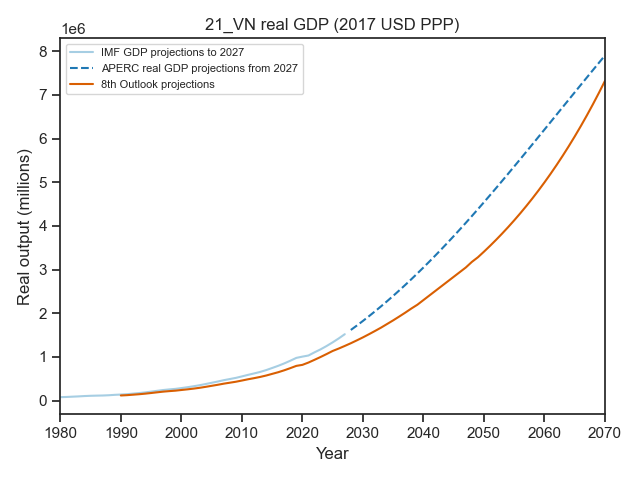 21_VN real GDP (2017 USD PPP)
1e6
IMF GDP projections to 2027
APERC real GDP projections from 2027
8th Outlook projections
Real output (millions)
8
7
6
5
4
3
2
1
0
1980 1990 2000 2010 2020 2030 2040 2050 2060 2070
Year